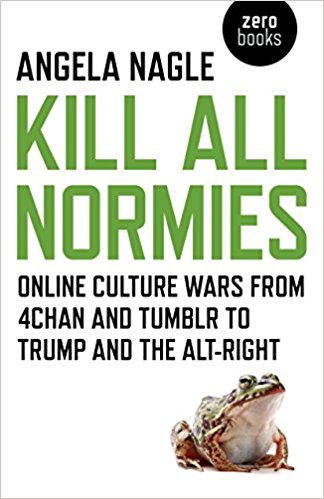 zero
books
ANGELA NAGLE
KILL ALL
NORMIES
ONLINE CULTURE WARS FROM
4CHAN AND TUMBLR TO
TRUMP AND THE ALT-RIGHT